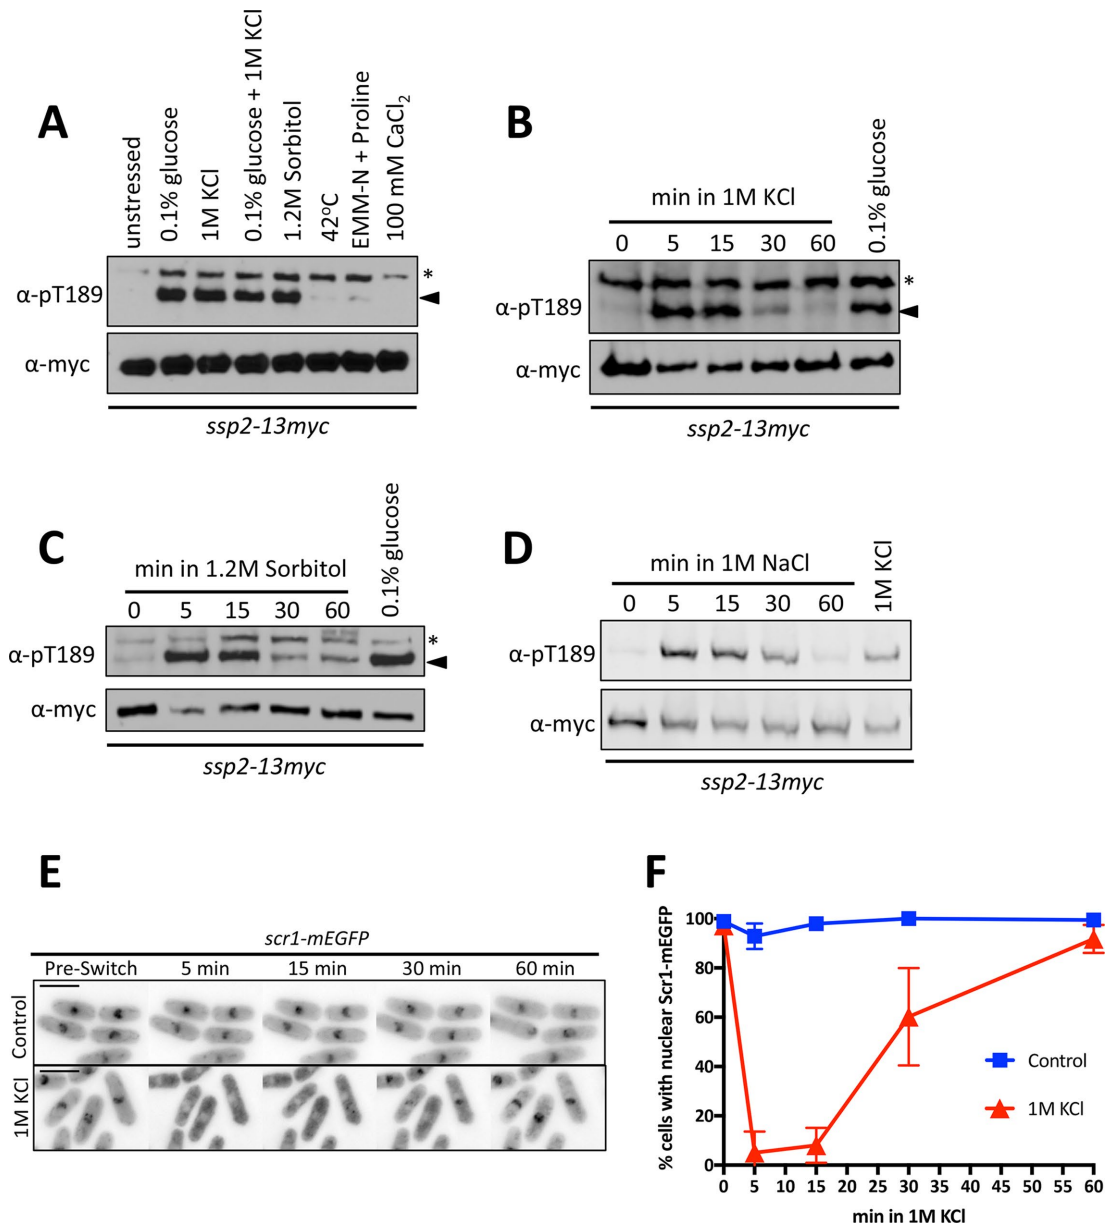 A
unstressed
0.1% glucose
1M KCl
0.1% glucose + 1M KCl
1.2M Sorbitol
42ºC
EMM-N + Proline
100 mM CaCl2
α-pT189
*
α-myc
ssp2-13myc
B
min in 1M KCl
0 5 15 30 60
0.1% glucose
α-pT189
*
α-myc
ssp2-13myc
C
min in 1.2M Sorbitol
0 5 15 30 60
0.1% glucose
α-pT189
*
α-myc
ssp2-13myc
D
min in 1M NaCl
0 5 15 30 60
1M KCl
α-pT189
α-myc
ssp2-13myc
E
scr1-mEGFP
Pre-Switch 5 min 15 min 30 min 60 min
Control
1M KCl
F
% cells with nuclear Scr1-mEGFP
100
80
60
40
20
0
0 5 10 15 20 25 30 35 40 45 50 55 60
min in 1M KCl
Control
1M KCl